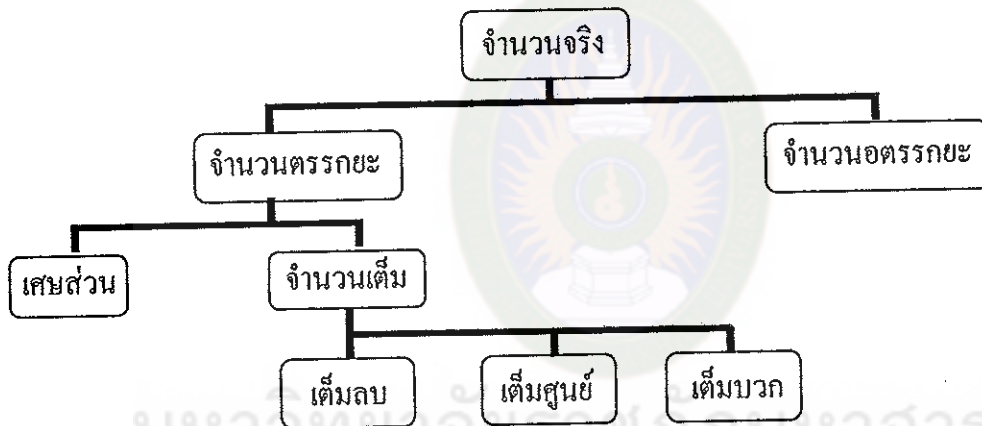 จำนวนจริง
จำนวนตรรกยะ
จำนวนอตรรกยะ
เศษส่วน
จำนวนเต็ม
เต็มลบ
เต็มศูนย์
เต็มบวก